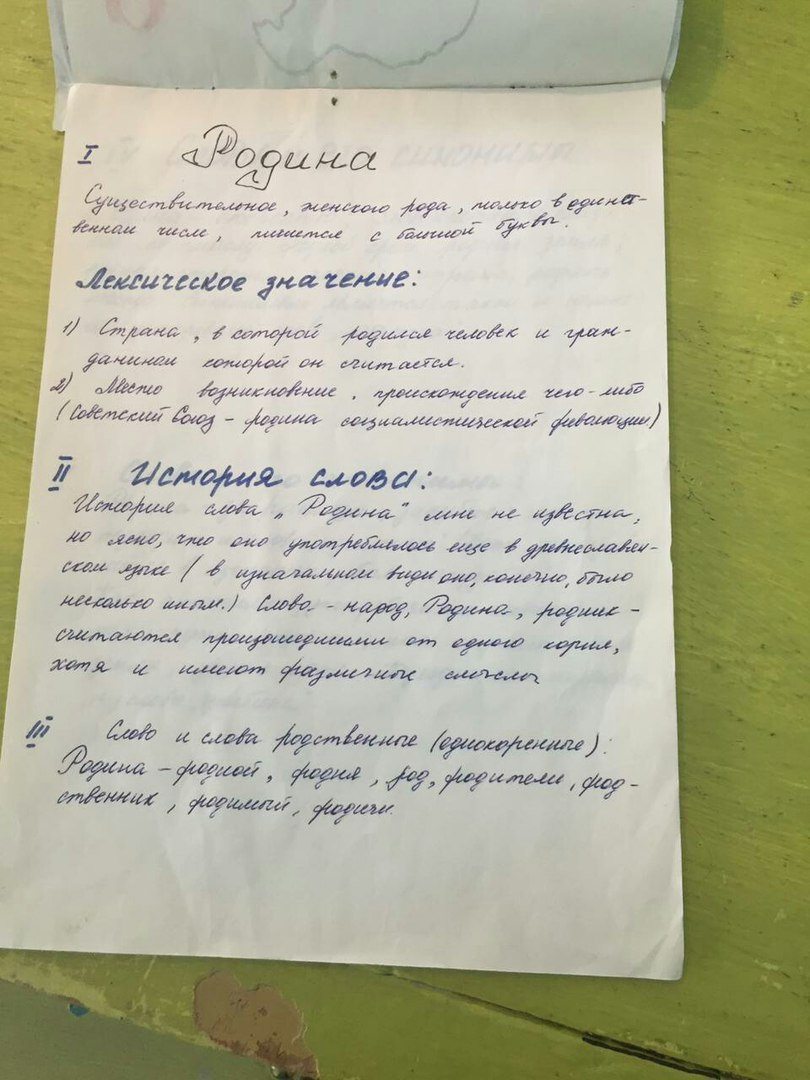 I Родина
Существительное, женского рода, только в единст-
венном числе, пишется с большой буквы.
Лексическое значение:
1) Страна, в которой родился человек и граж-
данином которой он считается.
2) Место возникновение, происхождения чего-либо
(Советский Союз – родина социалистической революции)
II История слова:
История слова „Родина" мне не известна,
но ясно, что оно употреблялось еще в древнеславян-
ском языке (в изначальном виде оно, конечно, было
несколько иным.) Слово - народ, Родина, родник -
считаются произошедшими от одного корня,
хотя и имеют различные смыслы
III Слово и слова родственные (однокоренные):
Родина – родной, родня, род, родители, род-
ственник, родимый, родичи.